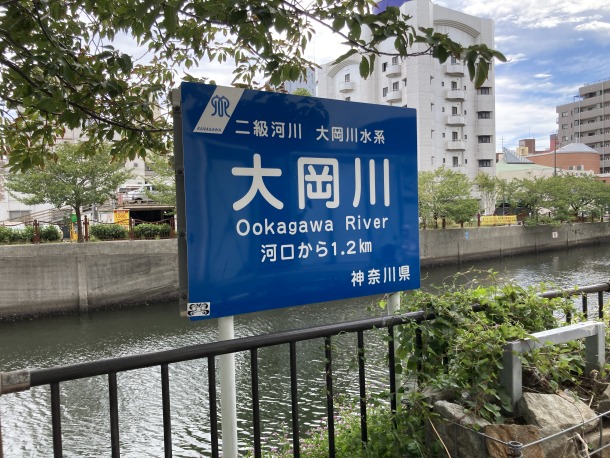 KANAGAWA
二級河川 大岡川水系
大岡川
Ookagawa River
河口から1.2km
神奈川県